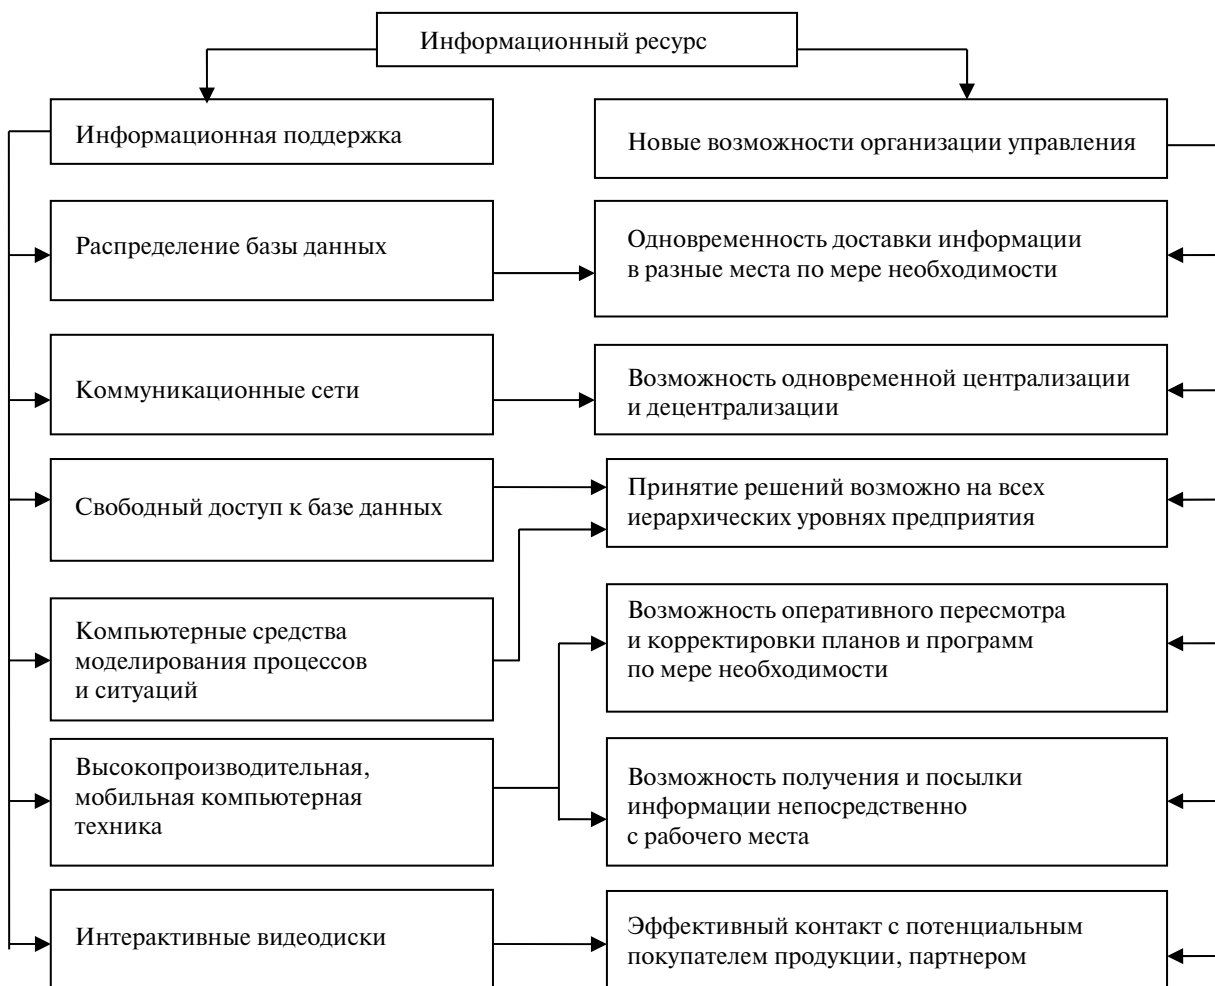 Информационный ресурс
Информационная поддержка
Новые возможности организации управления
Распределение базы данных
Одновременность доставки информации
в разные места по мере необходимости
Коммуникационные сети
Возможность одновременной централизации
и децентрализации
Свободный доступ к базе данных
Принятие решений возможно на всех
иерархических уровнях предприятия
Компьютерные средства
моделирования процессов
и ситуаций
Возможность оперативного пересмотра
и корректировки планов и программ
по мере необходимости
Высокопроизводительная,
мобильная компьютерная
техника
Возможность получения и посылки
информации непосредственно
с рабочего места
Интерактивные видеодиски
Эффективный контакт с потенциальным
покупателем продукции, партнером